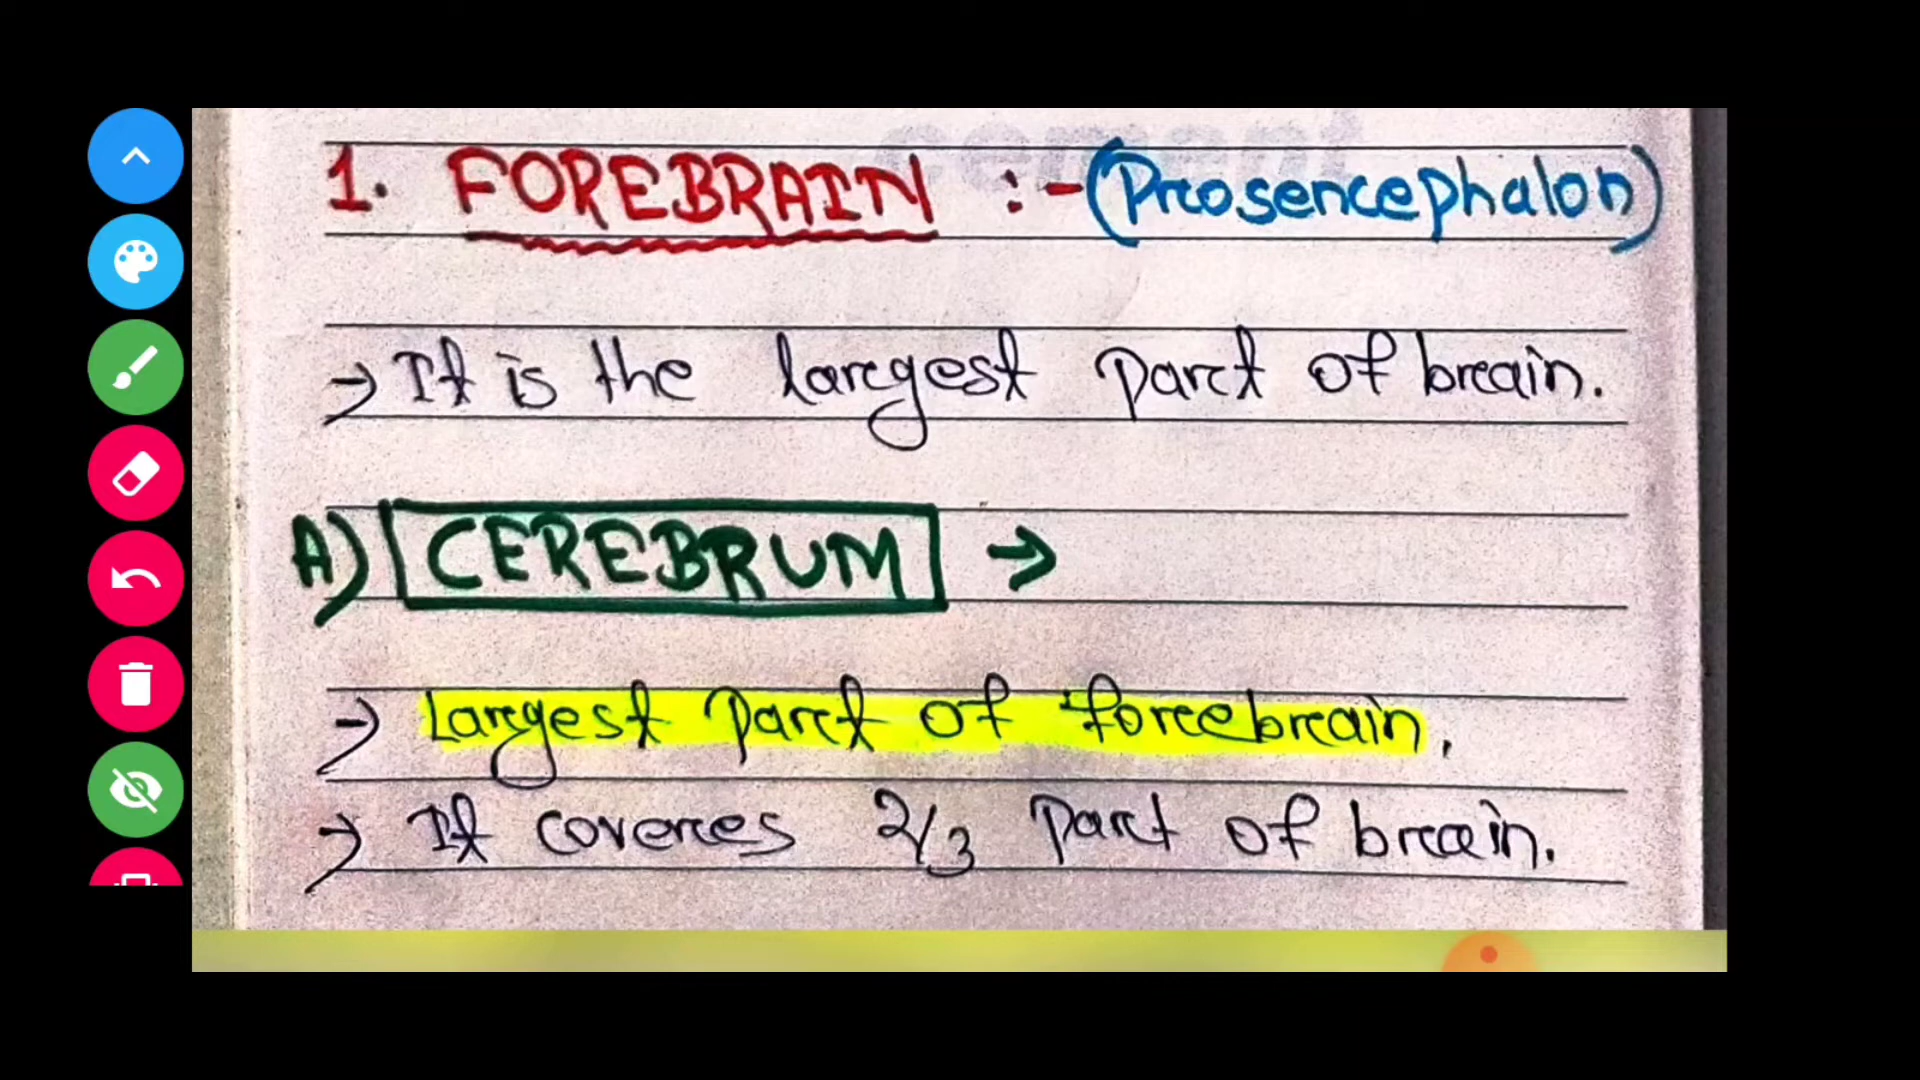 1. FOREBRAIN :-(Prosencephalon)
→ It is the largest part of brain.
A) CEREBRUM →
→ Largest part of forebrain.
→ It coveres 2/3 part of brain.